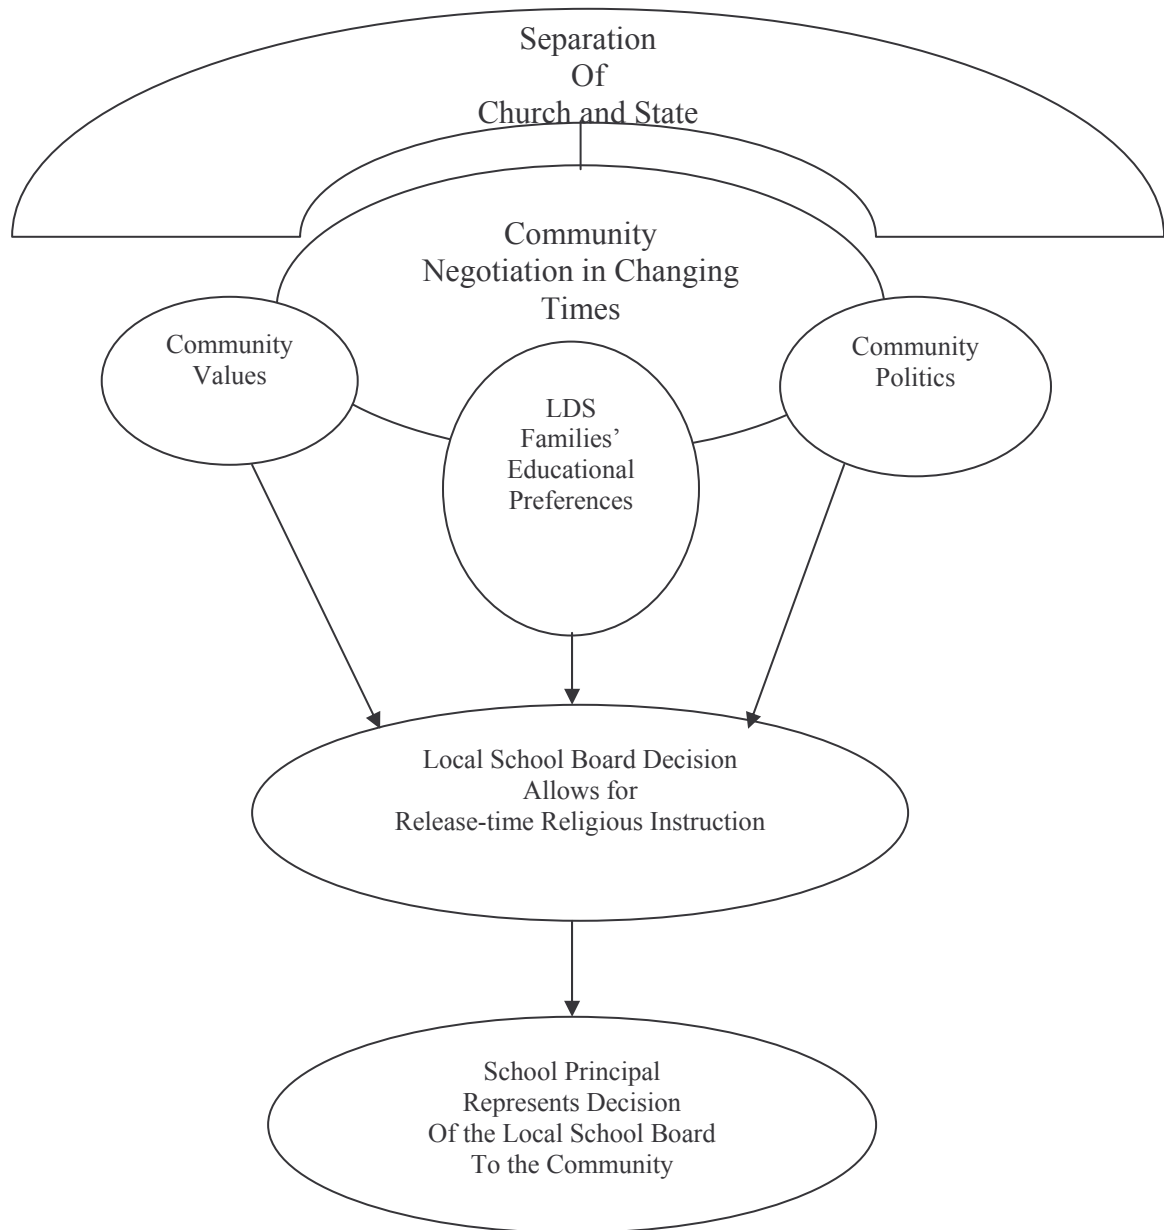 Separation
Of
Church and State
Community
Negotiation in Changing
Times
Community
Values
LDS
Families’
Educational
Preferences
Community
Politics
Local School Board Decision
Allows for
Release-time Religious Instruction
School Principal
Represents Decision
Of the Local School Board
To the Community